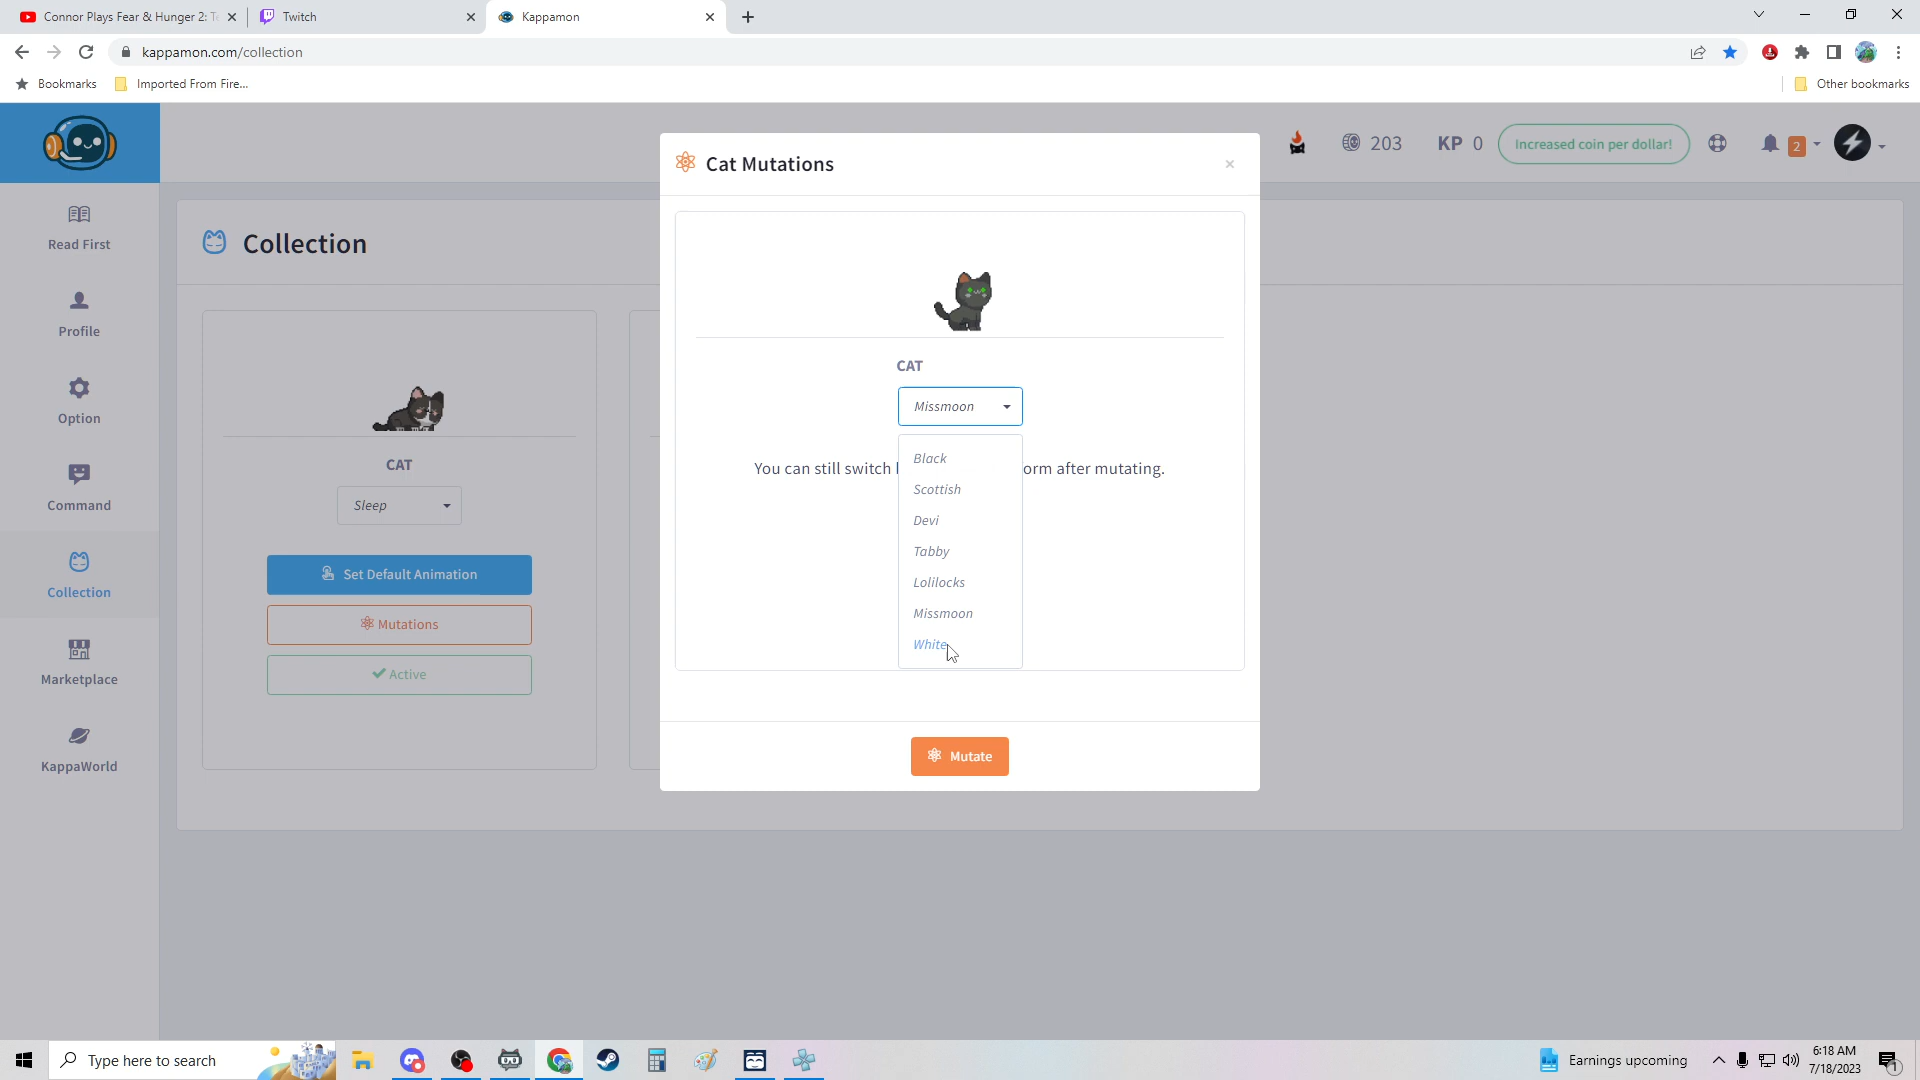 Connor Plays Fear & Hunger 2: Te
Twitch
Kappamon
kappamon.com/collection
Bookmarks
Imported From Fire...
Other bookmarks
203
KP 0
Increased coin per dollar!
2
Cat Mutations
Read First
Profile
Option
Command
Collection
Marketplace
KappaWorld
Collection
CAT
Sleep
Set Default Animation
Mutations
Active
CAT
Missmoon
You can still switch
orm after mutating.
Black
Scottish
Devi
Tabby
Lolilocks
Missmoon
White
Mutate
Type here to search
Earnings upcoming
6:18 AM
7/18/2023
1